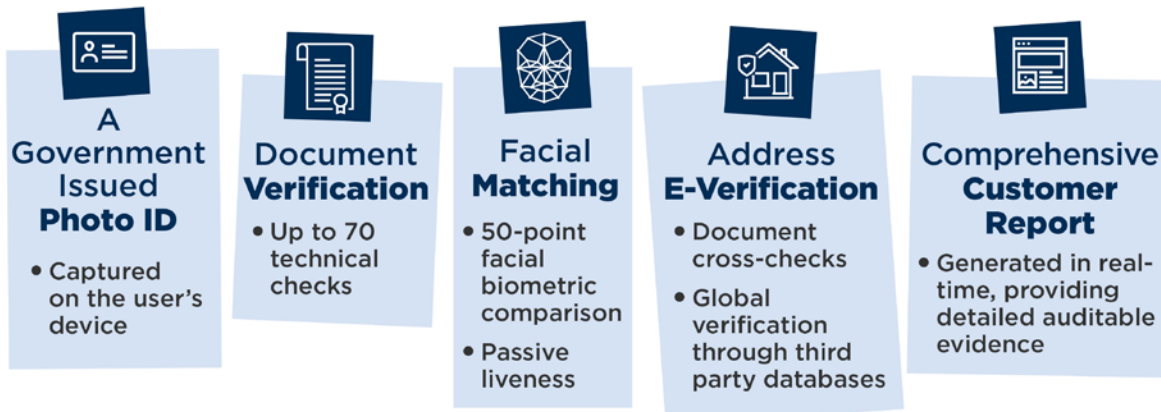 A
Government
Issued
Photo ID
• Captured
on the user's
device
Document
Verification
• Up to 70
technical
checks
Facial
Matching
• 50-point
facial
biometric
comparison
• Passive
liveness
Address
E-Verification
• Document
cross-checks
• Global
verification
through third
party databases
Comprehensive
Customer
Report
• Generated in real-
time, providing
detailed auditable
evidence